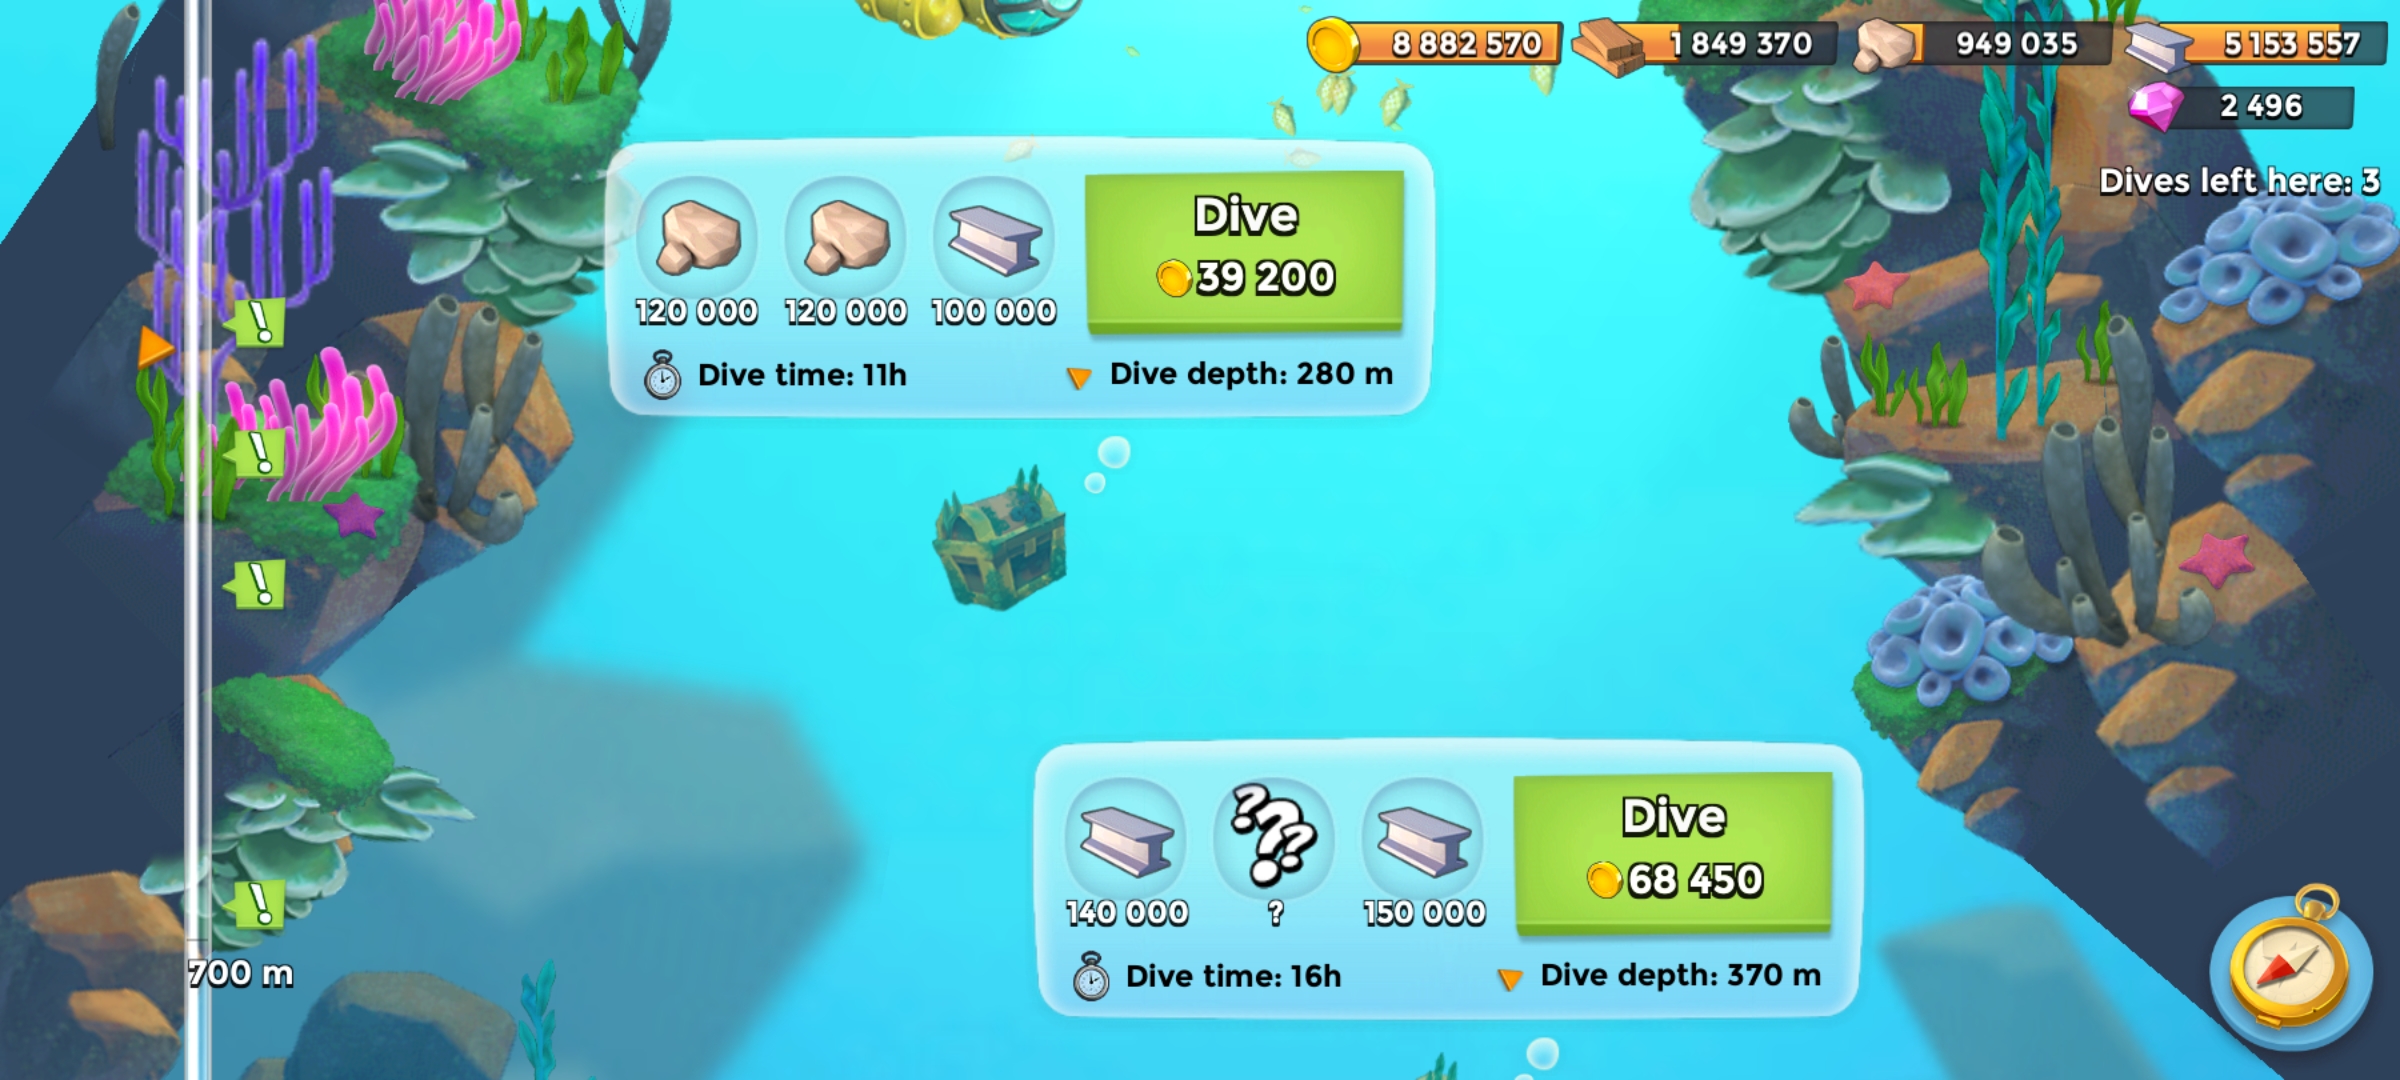 8 882 570
1 849 370
949 035
5 153 557
2 496
Dives left here: 3
Dive
39 200
120 000
120 000
100 000
Dive time: 11h
Dive depth: 280 m
!
!
!
!
???
Dive
68 450
140 000
?
150 000
Dive time: 16h
Dive depth: 370 m
700 m